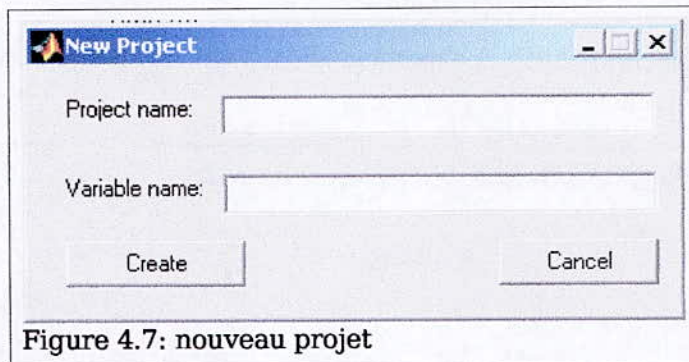 New Project
Project name:
Variable name:
Create
Cancel
Figure 4.7: nouveau projet